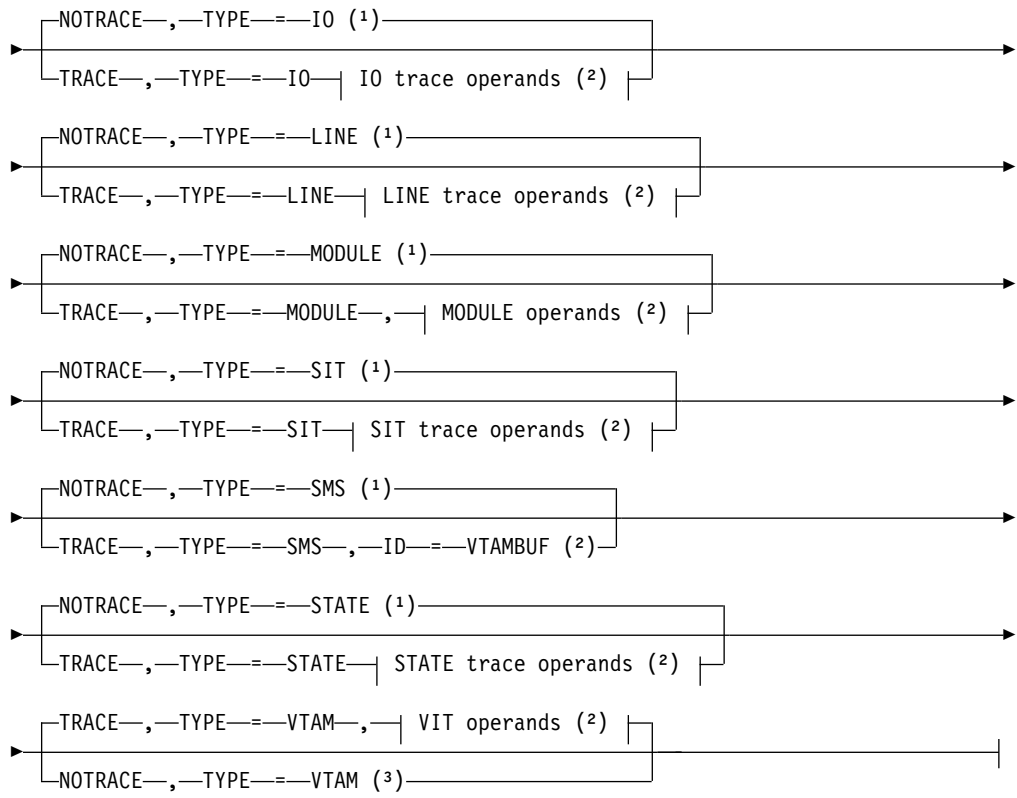 NOTRACE—,—TYPE—=—IO (1)
TRACE—,—TYPE—=—IO—| IO trace operands (2) |
NOTRACE—,—TYPE—=—LINE (1)
TRACE—,—TYPE—=—LINE—| LINE trace operands (2) |
NOTRACE—,—TYPE—=—MODULE (1)
TRACE—,—TYPE—=—MODULE—,—| MODULE operands (2) |
NOTRACE—,—TYPE—=—SIT (1)
TRACE—,—TYPE—=—SIT—| SIT trace operands (2) |
NOTRACE—,—TYPE—=—SMS (1)
TRACE—,—TYPE—=—SMS—,—ID—=—VTAMBUF (2)
NOTRACE—,—TYPE—=—STATE (1)
TRACE—,—TYPE—=—STATE—| STATE trace operands (2) |
TRACE—,—TYPE—=—VTAM—,—| VIT operands (2) |
NOTRACE—,—TYPE—=—VTAM (3)